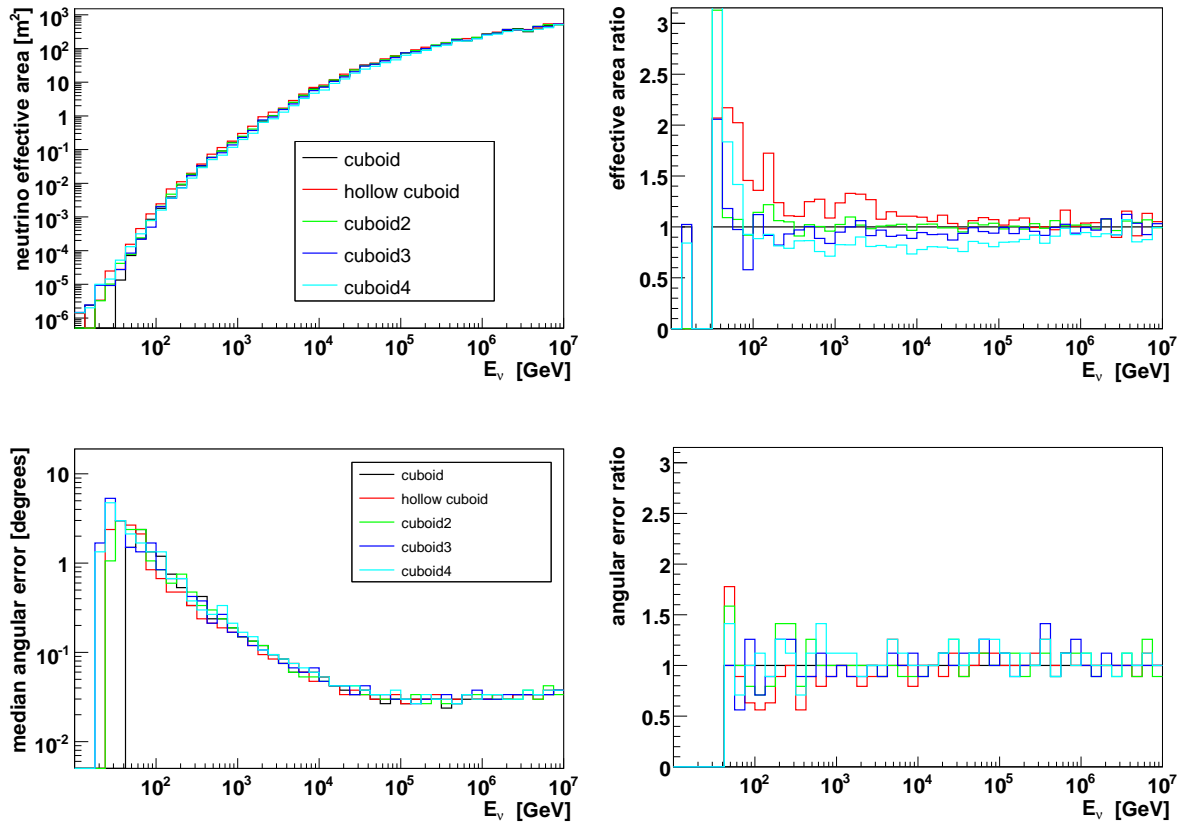 neutrino effective area [m²]
10³
10²
10
1
10⁻¹
10⁻²
10⁻³
10⁻⁴
10⁻⁵
10⁻⁶
cuboid
hollow cuboid
cuboid2
cuboid3
cuboid4
10² 10³ 10⁴ 10⁵ 10⁶ 10⁷
E_ν [GeV]
effective area ratio
3
2.5
2
1.5
1
0.5
0
10² 10³ 10⁴ 10⁵ 10⁶ 10⁷
E_ν [GeV]
median angular error [degrees]
10
1
10⁻¹
10⁻²
cuboid
hollow cuboid
cuboid2
cuboid3
cuboid4
10² 10³ 10⁴ 10⁵ 10⁶ 10⁷
E_ν [GeV]
angular error ratio
3
2.5
2
1.5
1
0.5
0
10² 10³ 10⁴ 10⁵ 10⁶ 10⁷
E_ν [GeV]